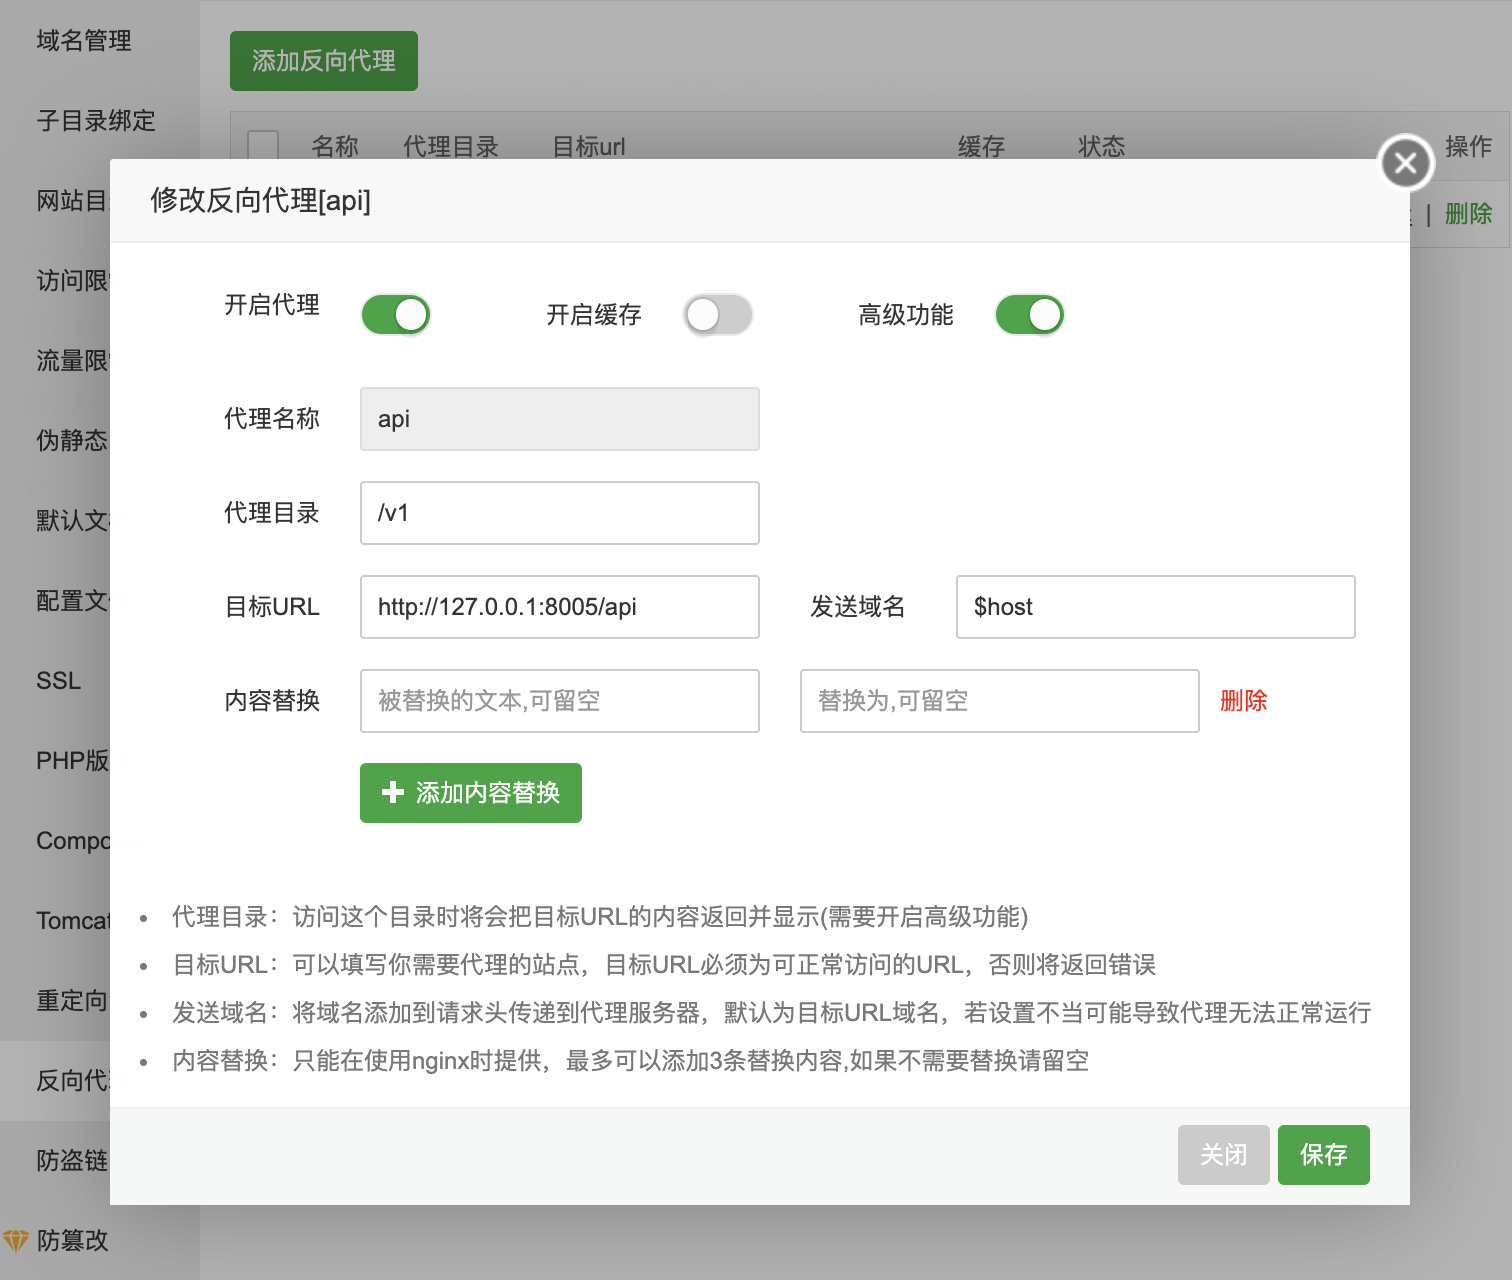 域名管理
添加反向代理
子目录绑定
名称 代理目录 目标url 缓存 状态 操作
网站目
修改反向代理[api]
| 删除
访问限
开启代理 开启缓存 高级功能
流量限
代理名称 api
伪静态
代理目录 /v1
默认文
目标URL http://127.0.0.1:8005/api 发送域名 $host
配置文
内容替换 被替换的文本,可留空 替换为,可留空 删除
SSL
PHP版
添加内容替换
Compo
Tomcat
• 代理目录：访问这个目录时将会把目标URL的内容返回并显示(需要开启高级功能)
• 目标URL：可以填写你需要代理的站点，目标URL必须为可正常访问的URL，否则将返回错误
重定向
• 发送域名：将域名添加到请求头传递到代理服务器，默认为目标URL域名，若设置不当可能导致代理无法正常运行
• 内容替换：只能在使用nginx时提供，最多可以添加3条替换内容,如果不需要替换请留空
反向代
防盗链
关闭 保存
防篡改